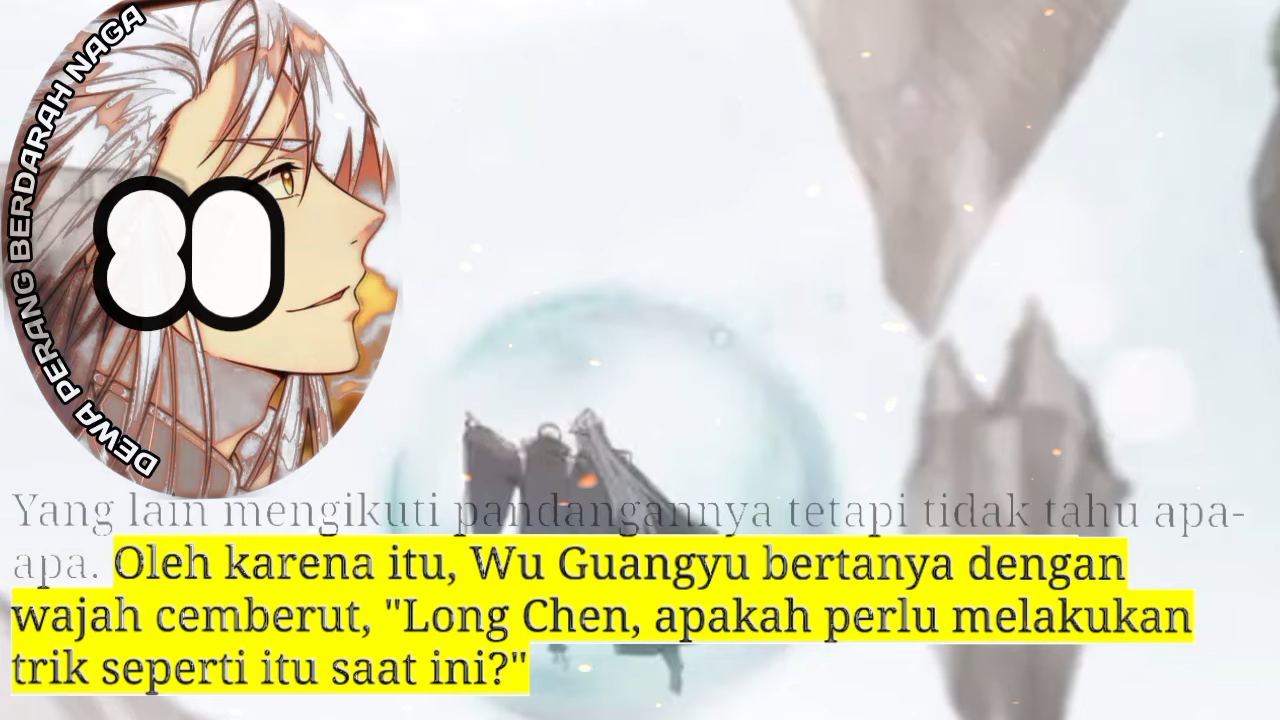 DEWA PERANG BERDARAH NAGA
80
Yang lain mengikuti pandangannya tetapi tidak tahu apa-
apa. Oleh karena itu, Wu Guangyu bertanya dengan
wajah cemberut, "Long Chen, apakah perlu melakukan
trik seperti itu saat ini?"